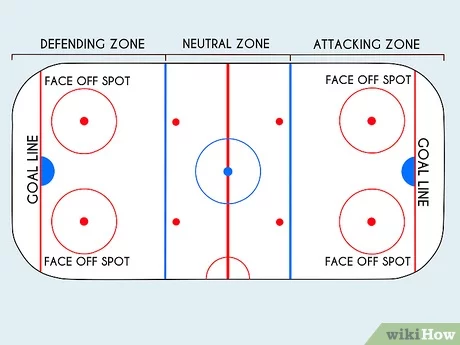 DEFENDING ZONE NEUTRAL ZONE ATTACKING ZONE
FACE OFF SPOT FACE OFF SPOT
GOAL LINE GOAL LINE
FACE OFF SPOT FACE OFF SPOT
wikiHow